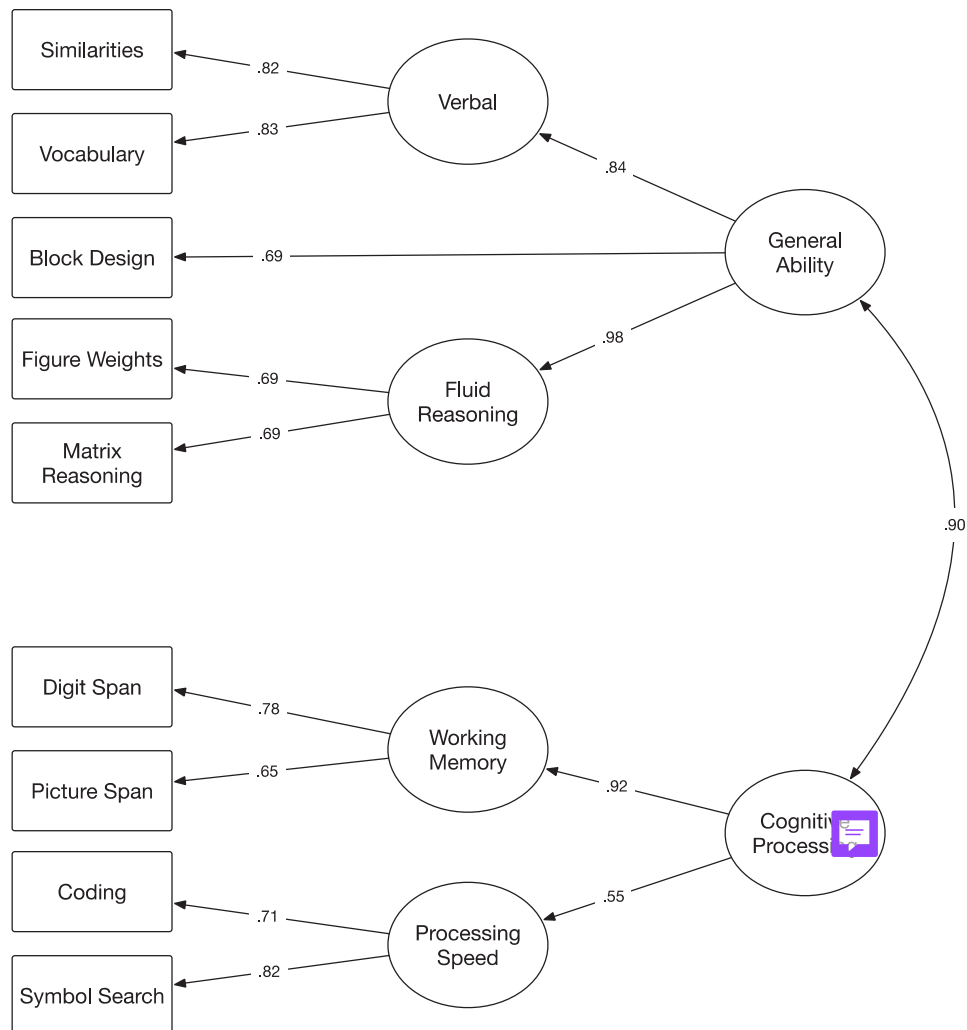 Similarities
.82
Verbal
.83
Vocabulary
.84
General
Ability
Block Design
.69
.98
Figure Weights
.69
Fluid
Reasoning
.69
Matrix
Reasoning
.90
Digit Span
.78
Working
Memory
.65
Picture Span
.92
Cognitive
Processing
Coding
.55
.71
Processing
Speed
.82
Symbol Search